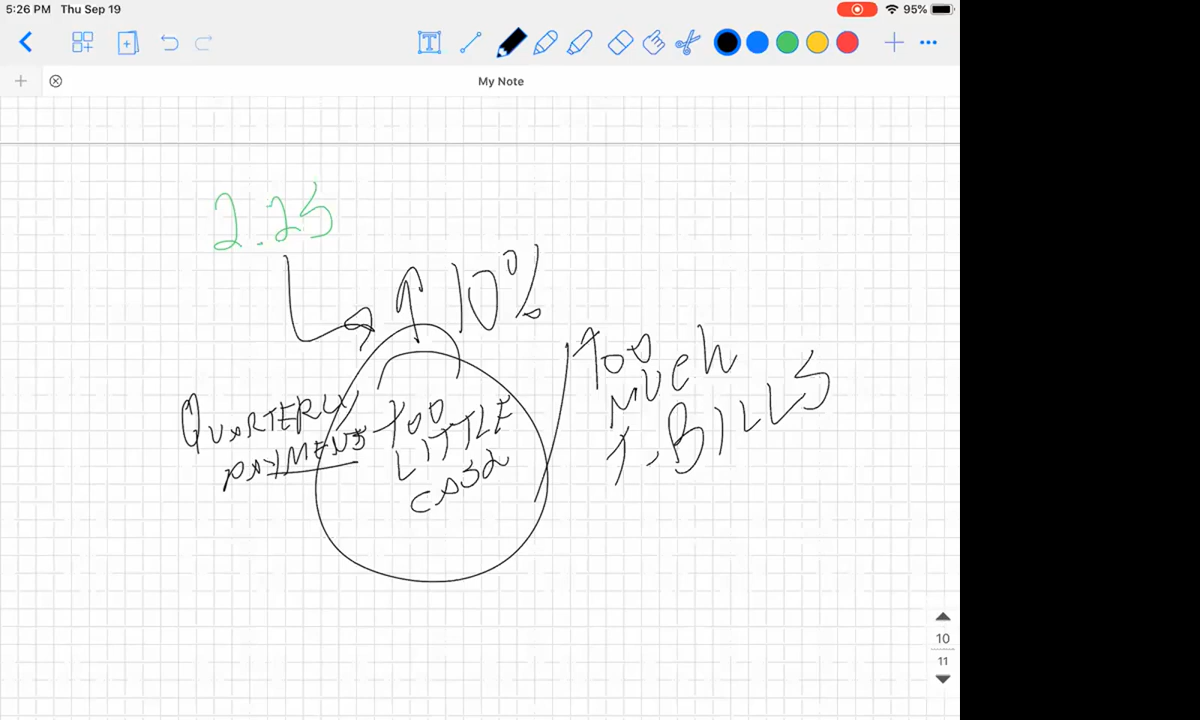 5:26 PM Thu Sep 19
95%
T
My Note
2.25
10%
QUARTERLY
PAYMENTS
TOO
LITTLE
CASH
TOO
MUCH
T.BILLS
10
11